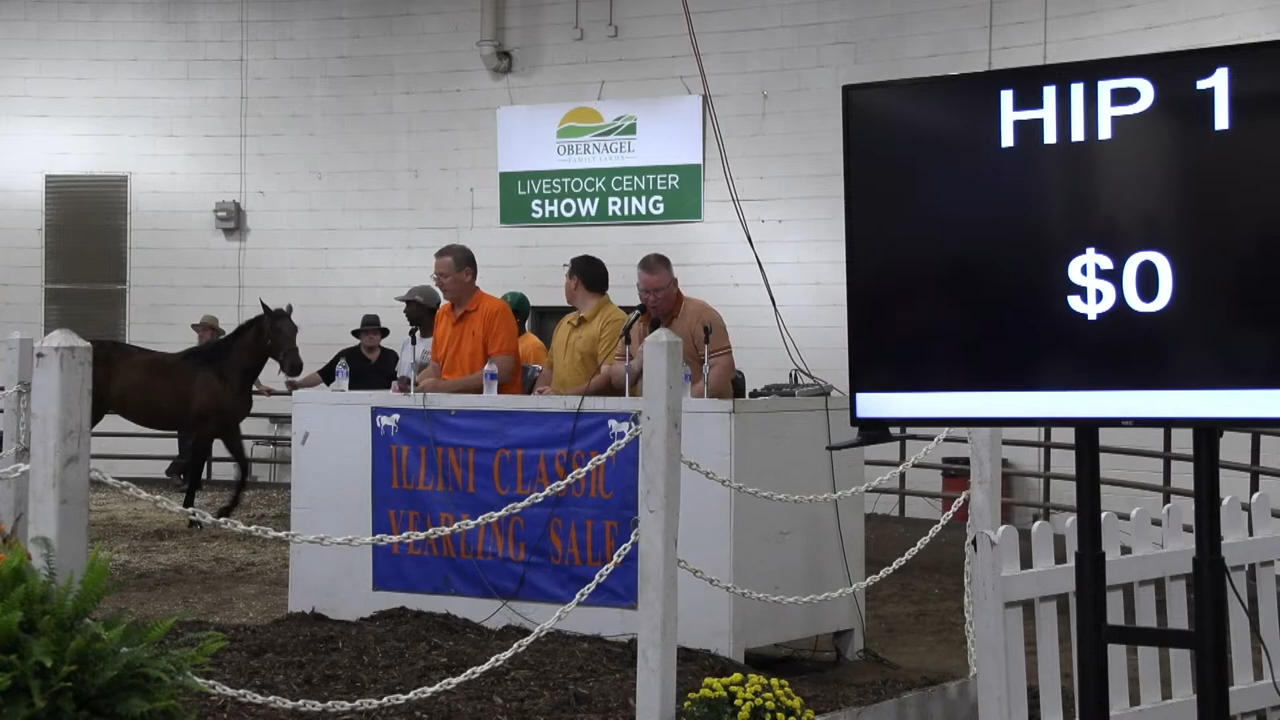 HIP 1
$0
OBERNAGEL
FAMILY FARMS
LIVESTOCK CENTER
SHOW RING
ILLINI CLASSIC
YEARLING SALE